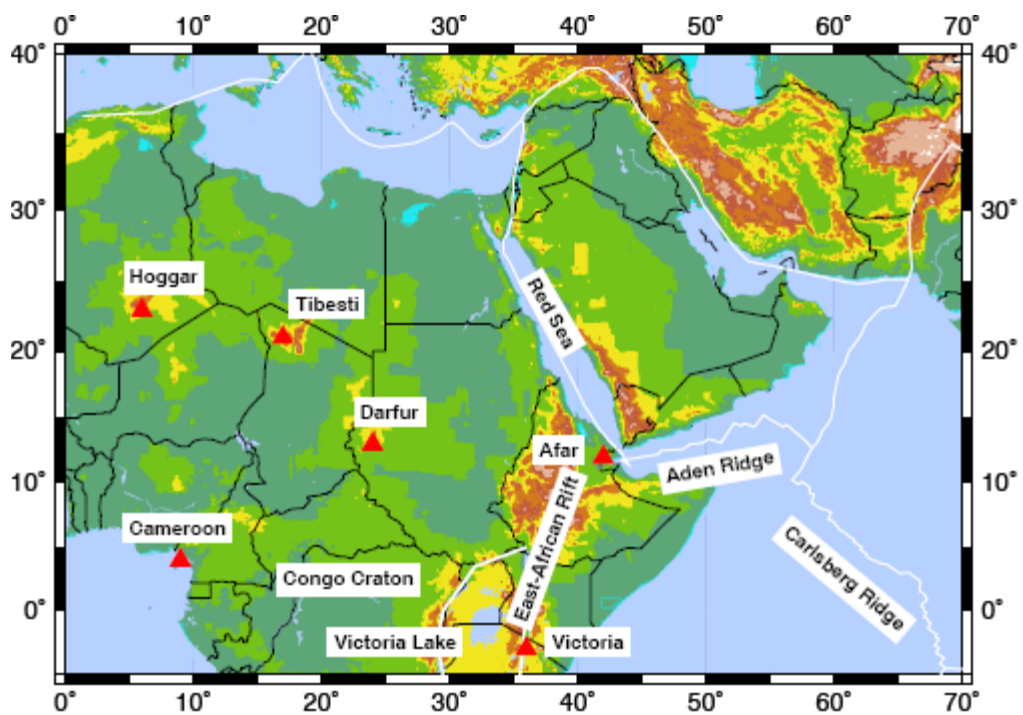 0° 10° 20° 30° 40° 50° 60° 70°
40° 40°
30° 30°
Hoggar
Tibesti
Red Sea
20° 20°
Darfur
Afar
Aden Ridge
10° 10°
East-African Rift
Cameroon
Carlsberg Ridge
Congo Craton
0° 0°
Victoria Lake
Victoria
0° 10° 20° 30° 40° 50° 60° 70°